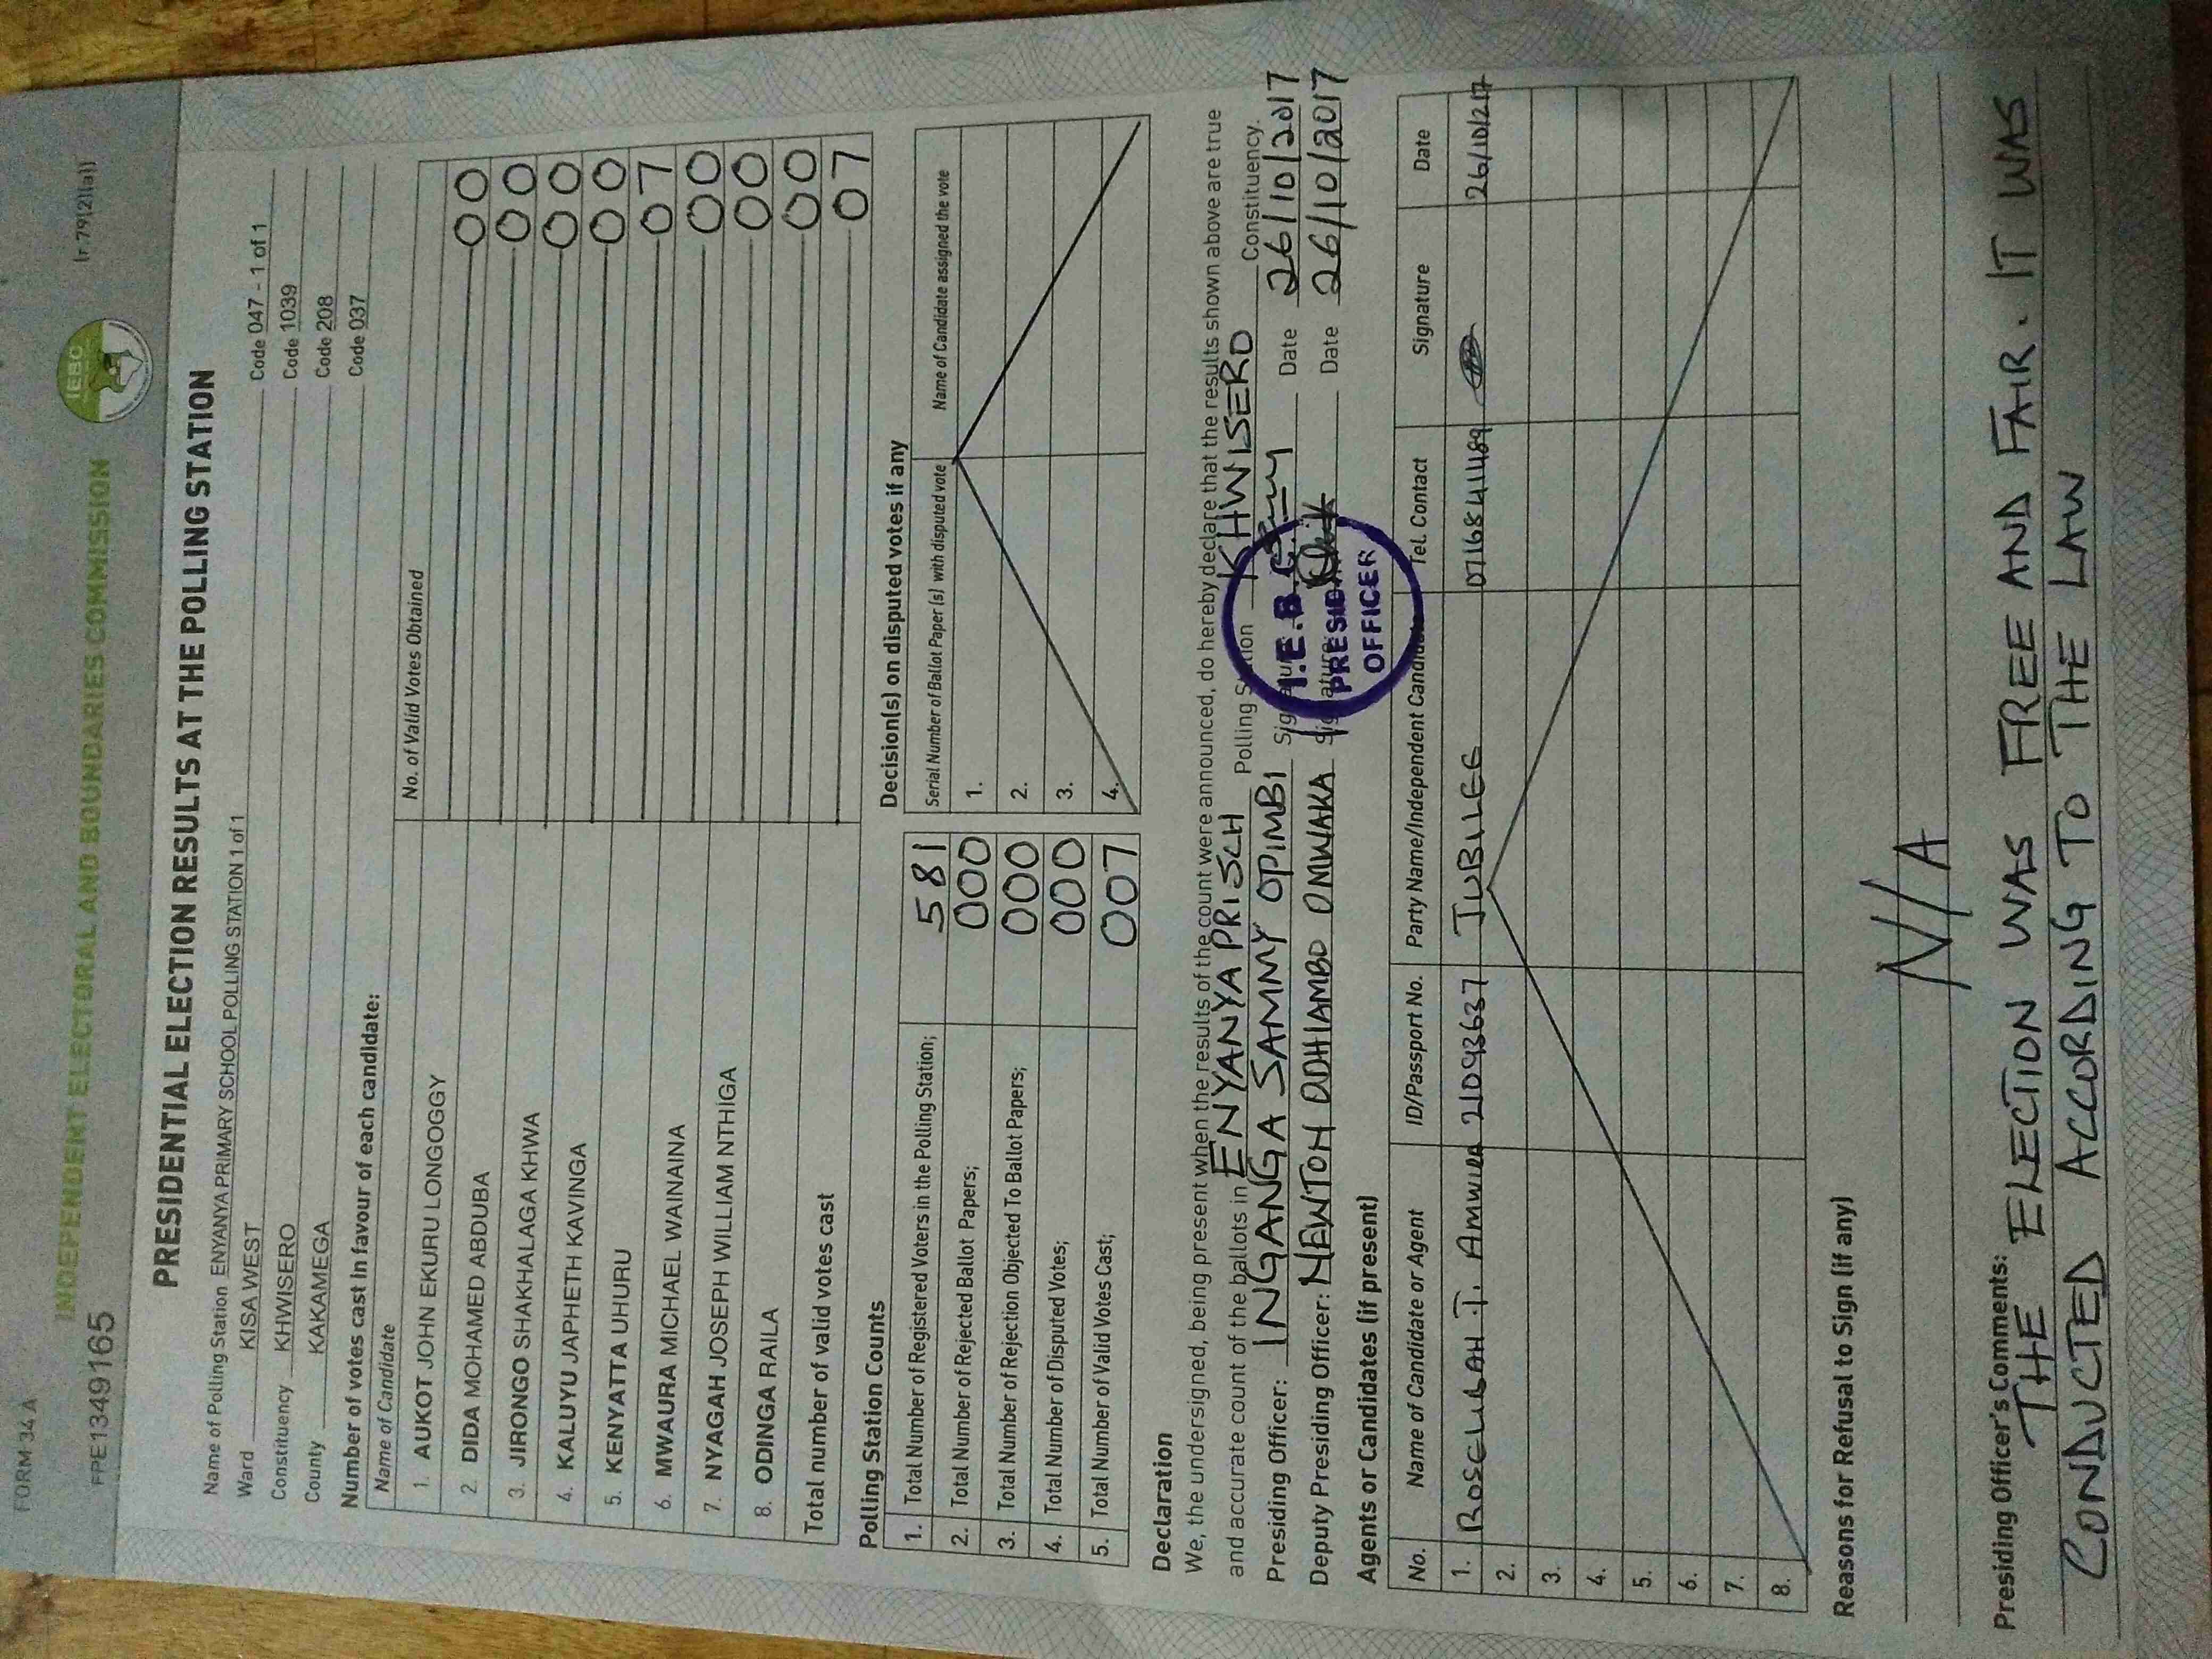 FORM 34 A
(r.79(2)(a))
INDEPENDENT ELECTORAL AND BOUNDARIES COMMISSION
IEBC
FPE1349165
PRESIDENTIAL ELECTION RESULTS AT THE POLLING STATION
Name of Polling Station ENYANYA PRIMARY SCHOOL POLLING STATION 1 of 1 Code 047 - 1 of 1
Ward KISA WEST Code 1039
Constituency KHWISERO Code 208
County KAKAMEGA Code 037
Number of votes cast in favour of each candidate:
Name of Candidate No. of Valid Votes Obtained
1. AUKOT JOHN EKURU LONGOGGY 00
2. DIDA MOHAMED ABDUBA 00
3. JIRONGO SHAKHALAGA KHWA 00
4. KALUYU JAPHETH KAVINGA 00
5. KENYATTA UHURU 07
6. MWAURA MICHAEL WAINAINA 00
7. NYAGAH JOSEPH WILLIAM NTHIGA 00
8. ODINGA RAILA 00
Total number of valid votes cast 07
Polling Station Counts
1. Total Number of Registered Voters in the Polling Station; 581
2. Total Number of Rejected Ballot Papers; 000
3. Total Number of Rejection Objected To Ballot Papers; 000
4. Total Number of Disputed Votes; 000
5. Total Number of Valid Votes Cast; 007
Decision(s) on disputed votes if any
Serial Number of Ballot Paper (s) with disputed vote Name of Candidate assigned the vote
1.
2.
3.
4.
Declaration
We, the undersigned, being present when the results of the count were announced, do hereby declare that the results shown above are true
and accurate count of the ballots in ENYANYA PRI SCH Polling Station KHWISERO Constituency.
Presiding Officer: INGANGA SAMMY OPIMBI Signature Date 26/10/2017
Deputy Presiding Officer: NEWTON ODHIAMBO OMWAKA Signature Date 26/10/2017
I.E.B.C.
PRESIDING
OFFICER
Agents or Candidates (if present)
No. Name of Candidate or Agent ID/Passport No. Party Name/Independent Candidate Tel. Contact Signature Date
1. T. 21093637 JUBILEE 0716841489
2.
3.
4.
5.
6.
7.
8.
Reasons for Refusal to Sign (if any)
N/A
Presiding Officer's Comments:
THE ELECTION WAS FREE AND FAIR. IT WAS
CONDUCTED ACCORDING TO THE LAW